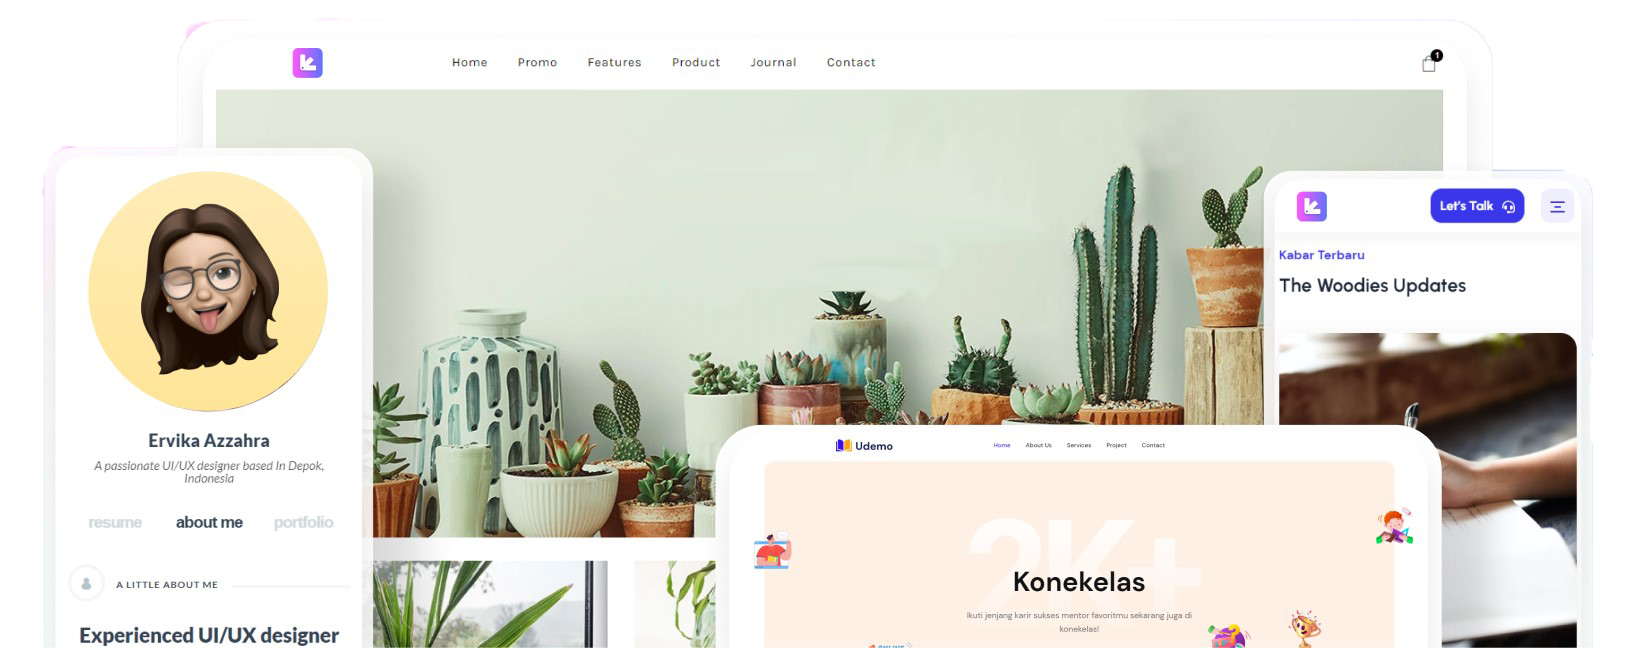 Home Promo Features Product Journal Contact
1
Ervika Azzahra
A passionate UI/UX designer based In Depok,
Indonesia
resume about me portfolio
A LITTLE ABOUT ME
Experienced UI/UX designer
Let's Talk
Kabar Terbaru
The Woodies Updates
Udemo
Home About Us Services Project Contact
2K+
Konekelas
Ikuti jenjang karir sukses mentor favoritmu sekarang juga di
konekelas!